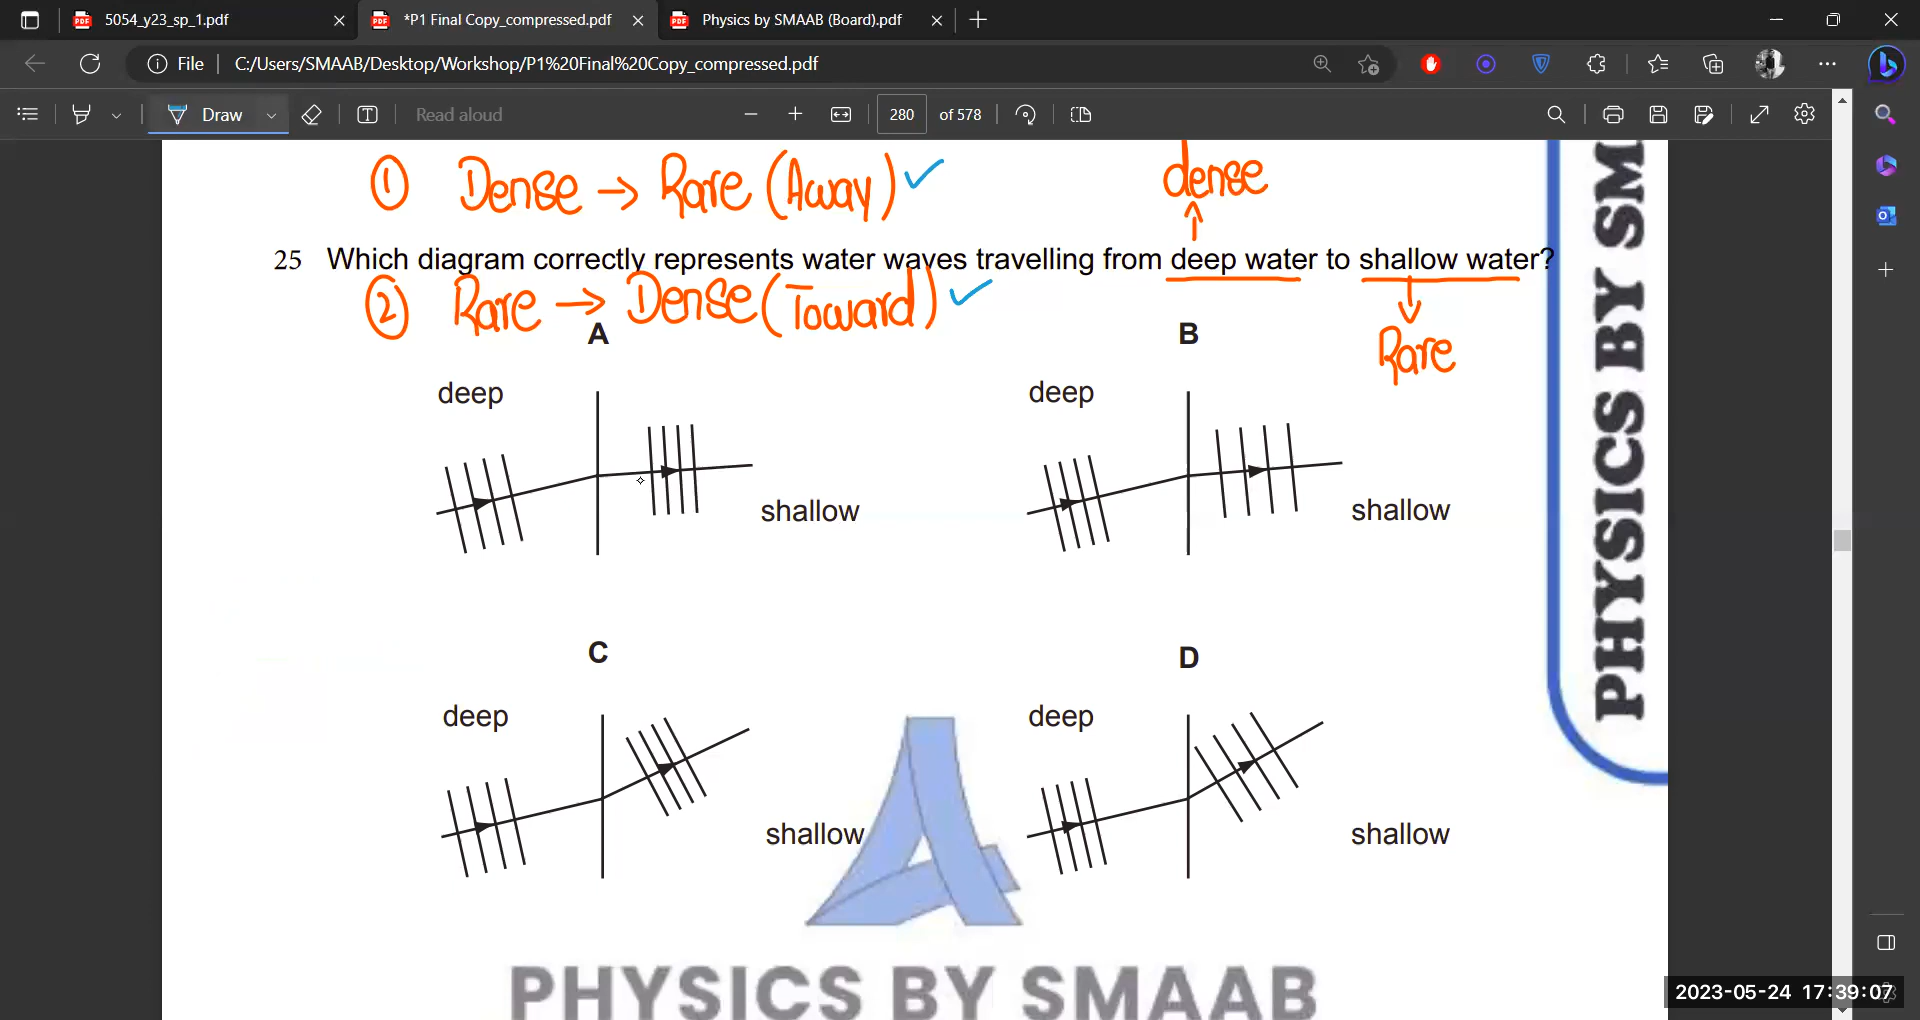 5054_y23_sp_1.pdf
*P1 Final Copy_compressed.pdf
Physics by SMAAB (Board).pdf
File
C:/Users/SMAAB/Desktop/Workshop/P1%20Final%20Copy_compressed.pdf
Draw
Read aloud
280 of 578
① Dense → Rare (Away) ✓
dense
25 Which diagram correctly represents water waves travelling from deep water to shallow water?
② Rare → Dense (Toward) ✓
Rare
A
B
deep
deep
shallow
shallow
C
D
deep
deep
shallow
shallow
PHYSICS BY SM
PHYSICS BY SMAAB
2023-05-24 17:39:07